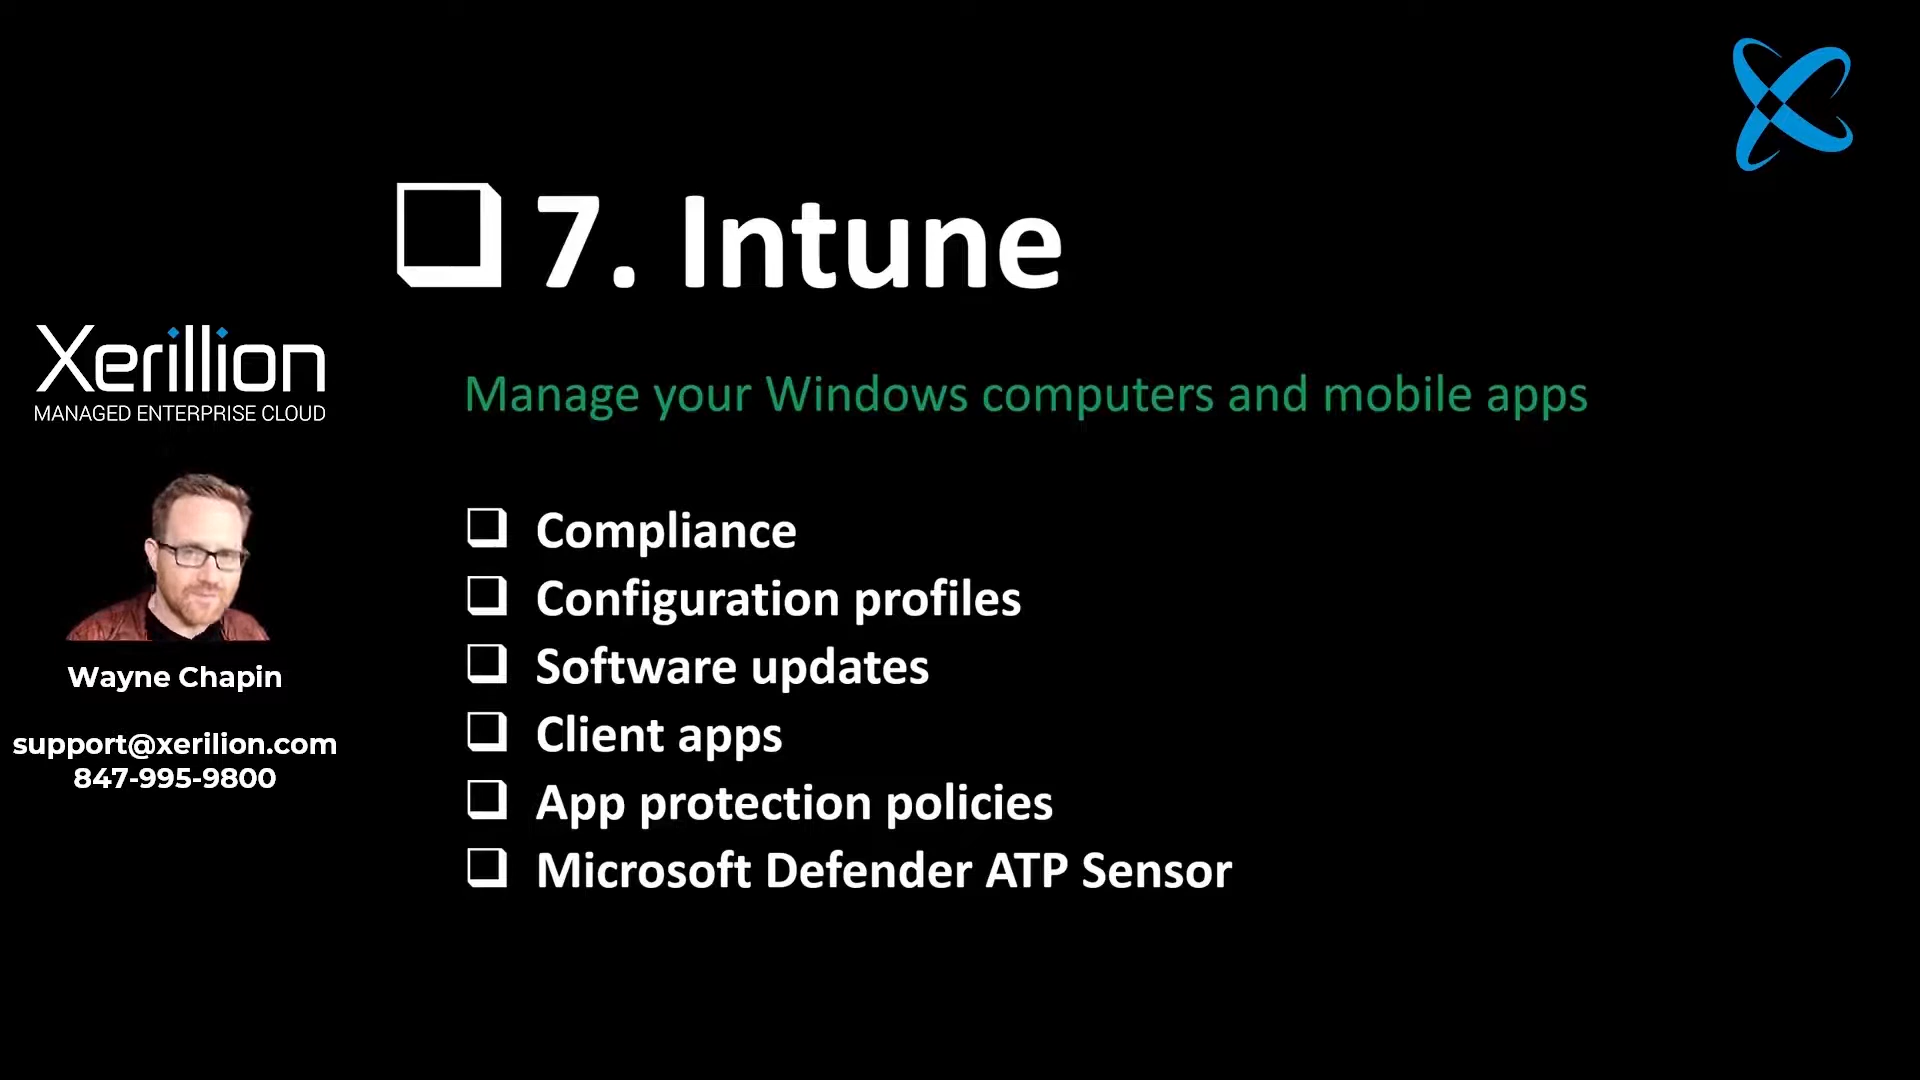 7. Intune
Xerillion
MANAGED ENTERPRISE CLOUD
Manage your Windows computers and mobile apps
Wayne Chapin
support@xerilion.com
847-995-9800
Compliance
Configuration profiles
Software updates
Client apps
App protection policies
Microsoft Defender ATP Sensor